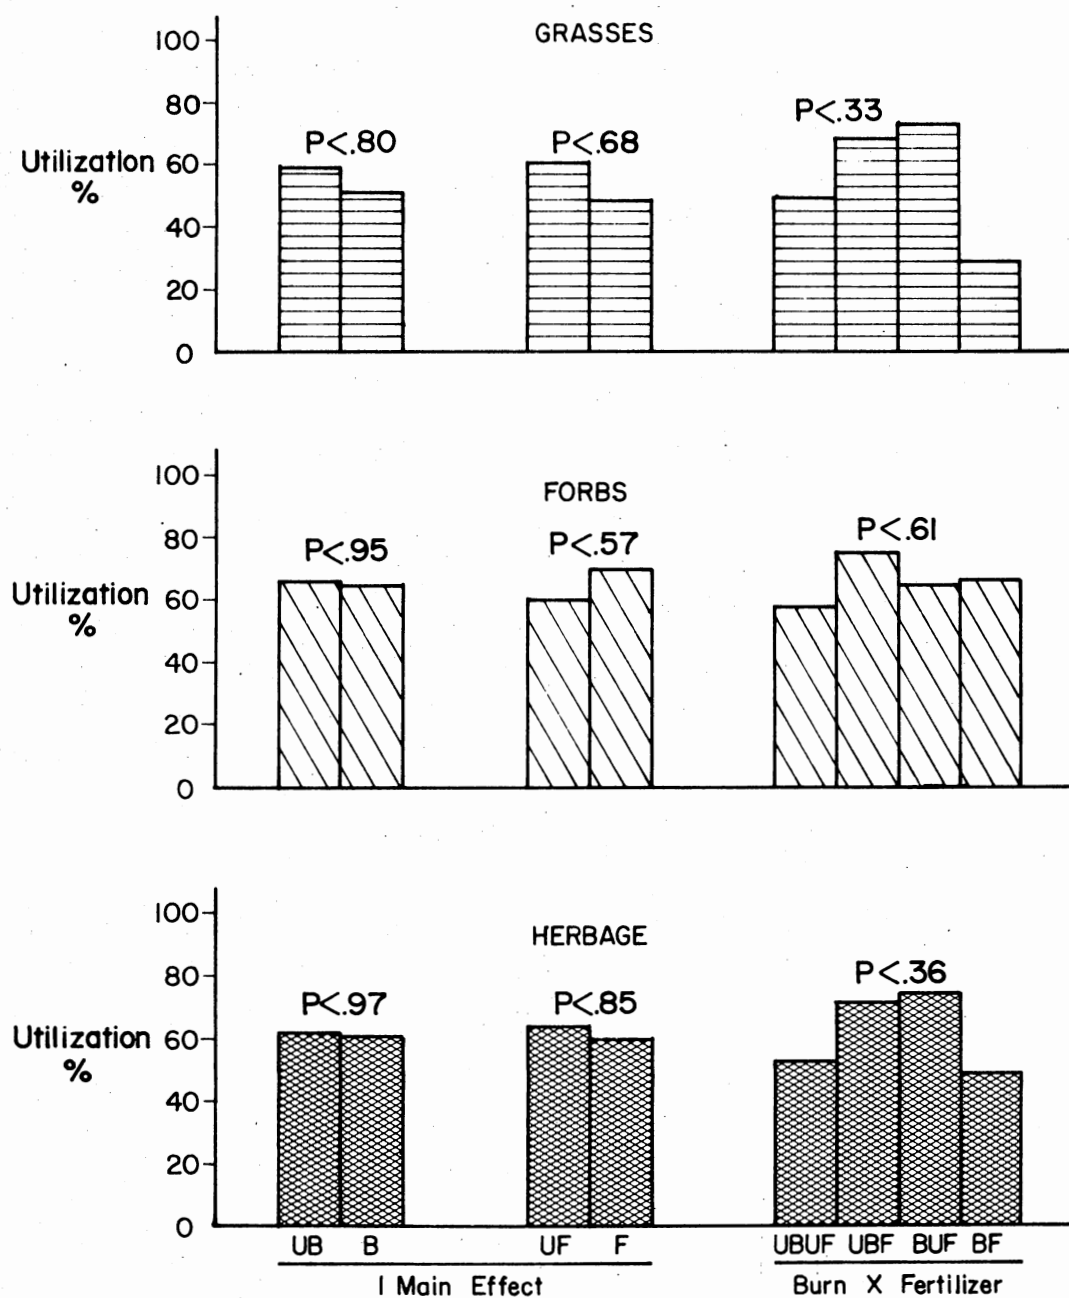 GRASSES
100
80
60
40
20
0
Utilization
%
P<.80
P<.68
P<.33
FORBS
100
80
60
40
20
0
Utilization
%
P<.95
P<.57
P<.61
HERBAGE
100
80
60
40
20
0
Utilization
%
P<.97
P<.85
P<.36
UB B UF F UBUF UBF BUF BF
I Main Effect Burn X Fertilizer